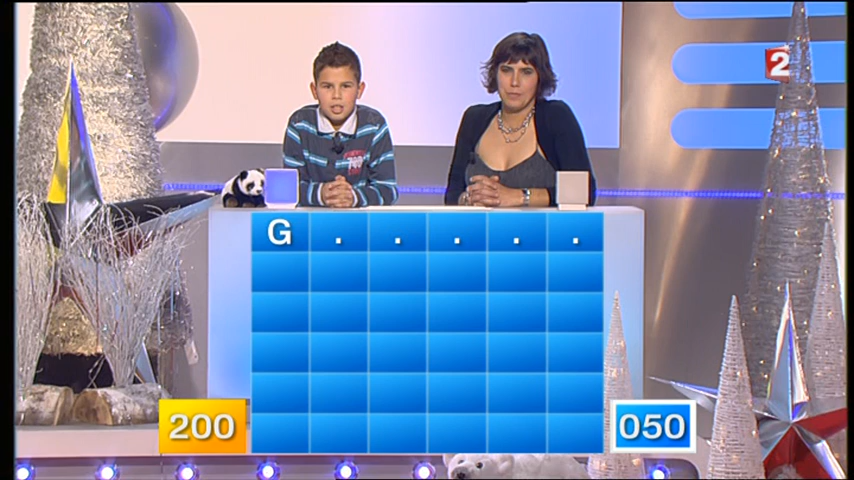 2
G . . . . .
200
050